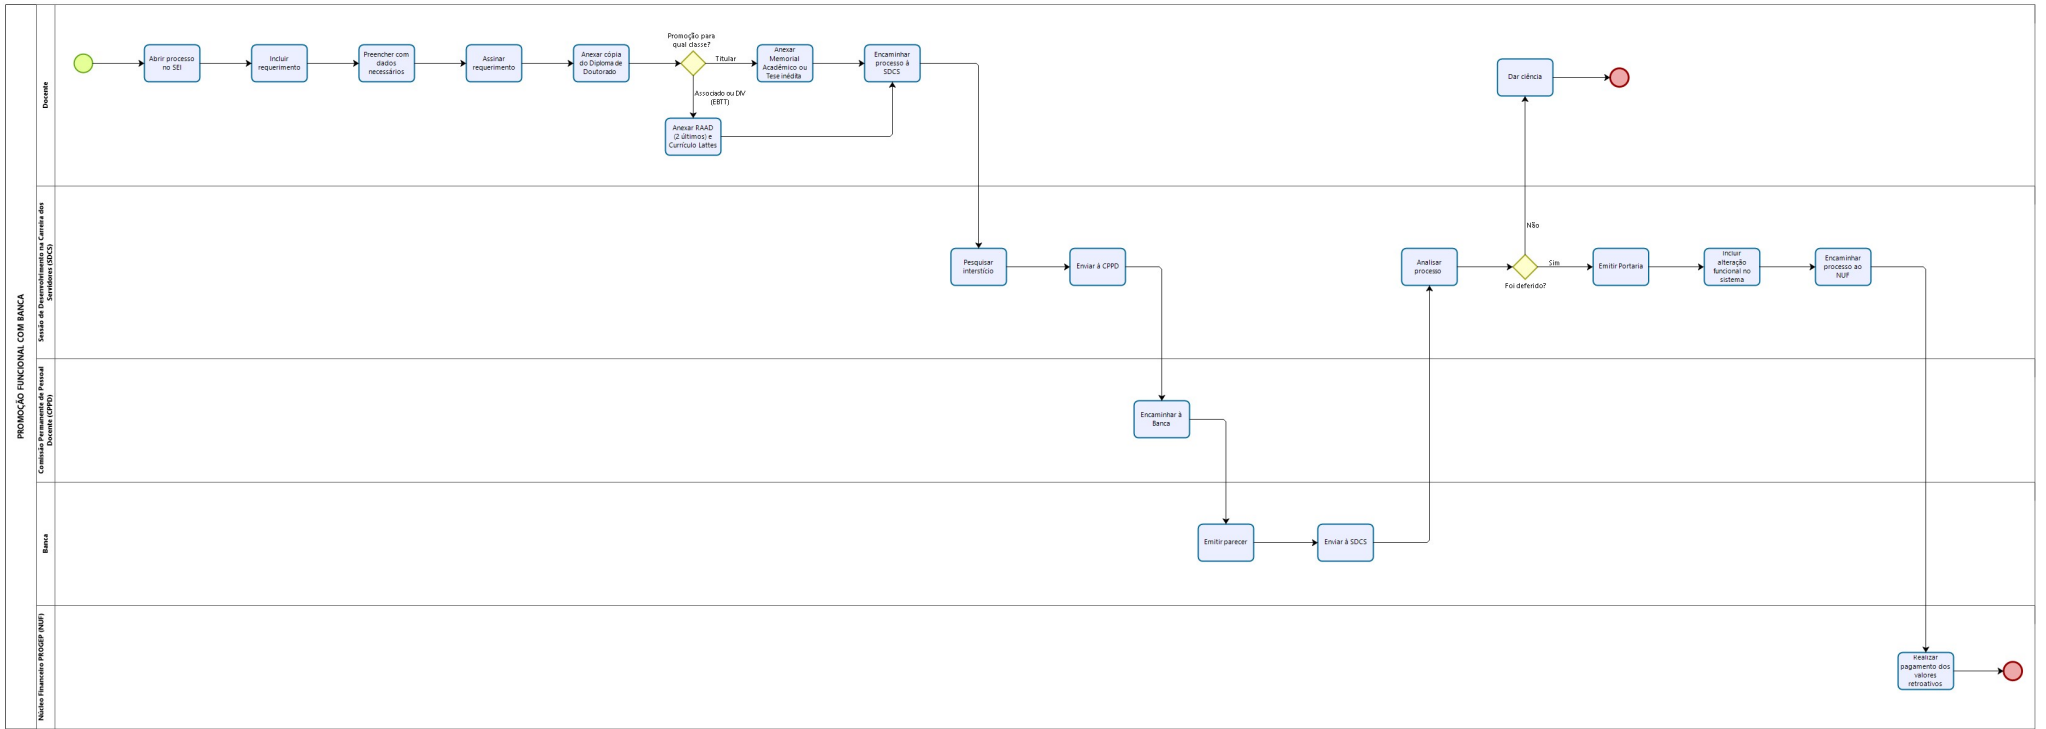 PROMOÇÃO FUNCIONAL COM BANCA
Docente
Abrir processo
no SEI
Incluir
requerimento
Preencher com
dados
necessários
Assinar
requerimento
Anexar cópia
do Diploma de
Doutorado
Promoção para
qual classe?
Titular
Associado ou DIV
(EBTT)
Anexar
Memorial
Acadêmico ou
Tese inédita
Anexar RAAD
(2 últimos) e
Currículo Lattes
Encaminhar
processo à
SDCS
Dar ciência
Sessão de Desenvolvimento na Carreira dos
Servidores (SDCS)
Pesquisar
interstício
Enviar à CPPD
Analisar
processo
Não
Sim
Foi deferido?
Emitir Portaria
Incluir
alteração
funcional no
sistema
Encaminhar
processo ao
NUF
Comissão Permanente de Pessoal
Docente (CPPD)
Encaminhar à
Banca
Banca
Emitir parecer
Enviar à SDCS
Núcleo Financeiro PROGEP (NUF)
Realizar
pagamento dos
valores
retroativos